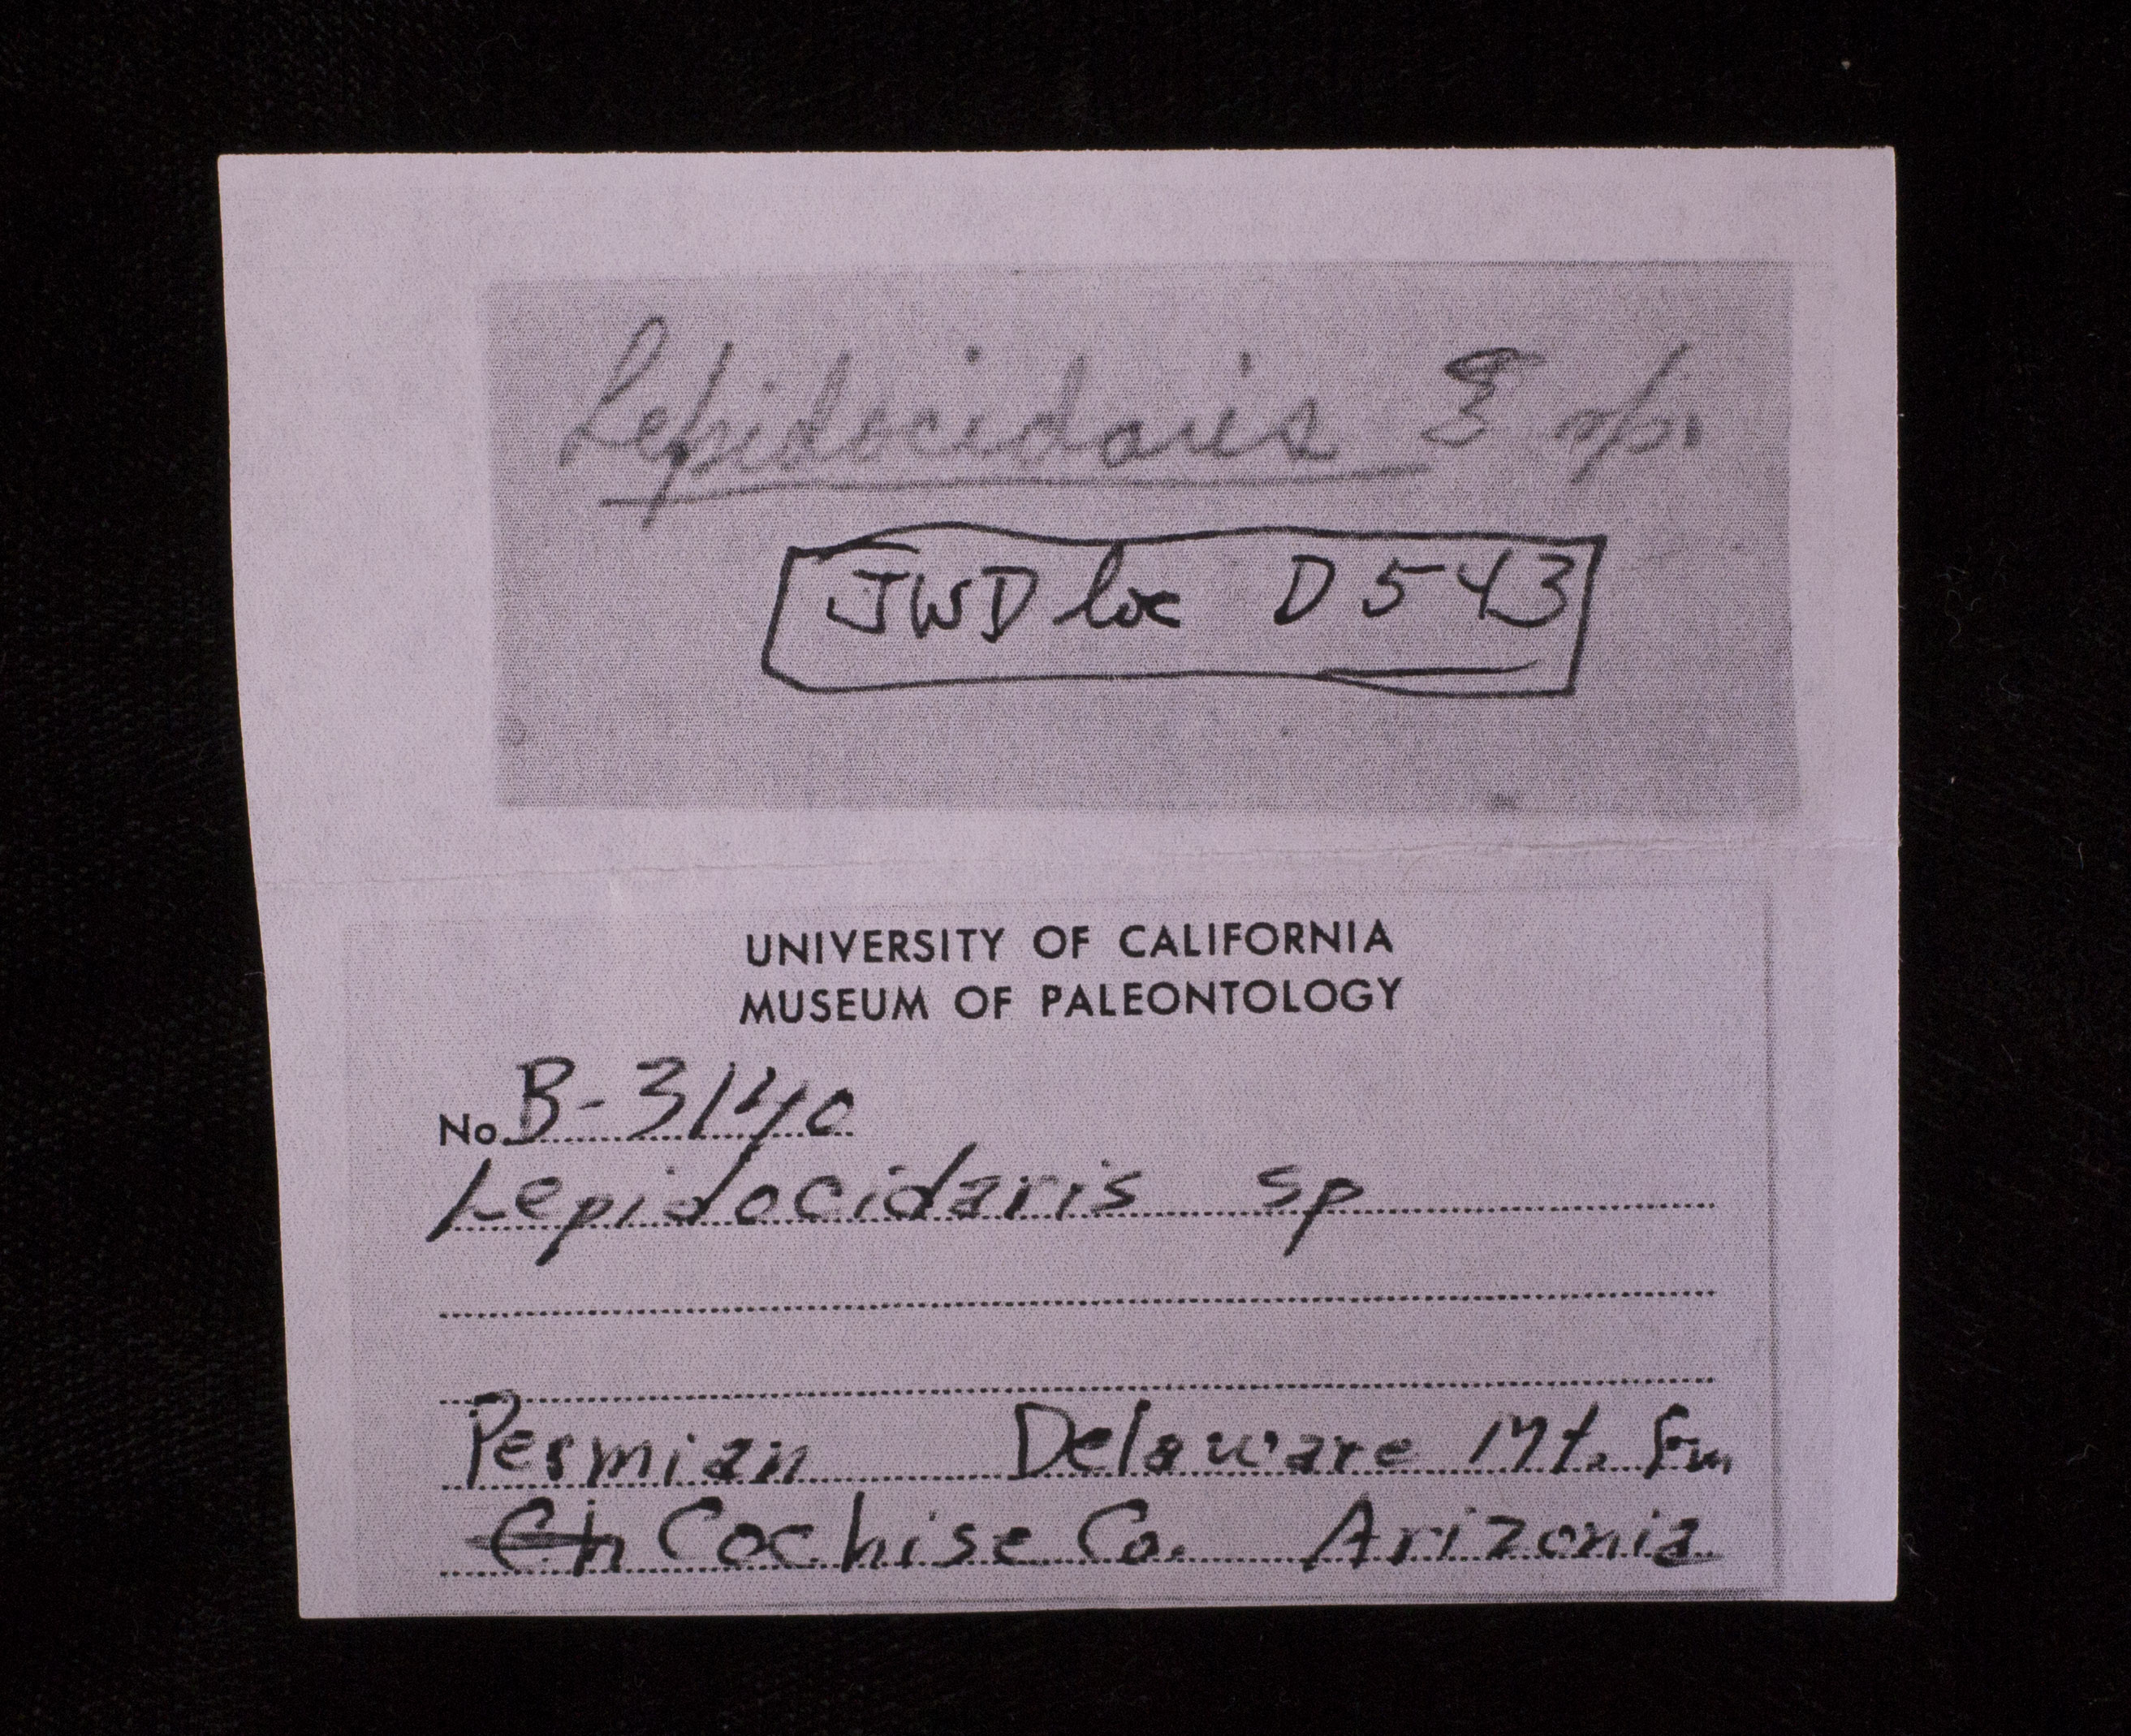 Lepidocidaris sp.
JWD loc D543
UNIVERSITY OF CALIFORNIA
MUSEUM OF PALEONTOLOGY
No. B-3140
Lepidocidaris sp
Permian Delaware Mt. Fm.
Ch Cochise Co. Arizonia